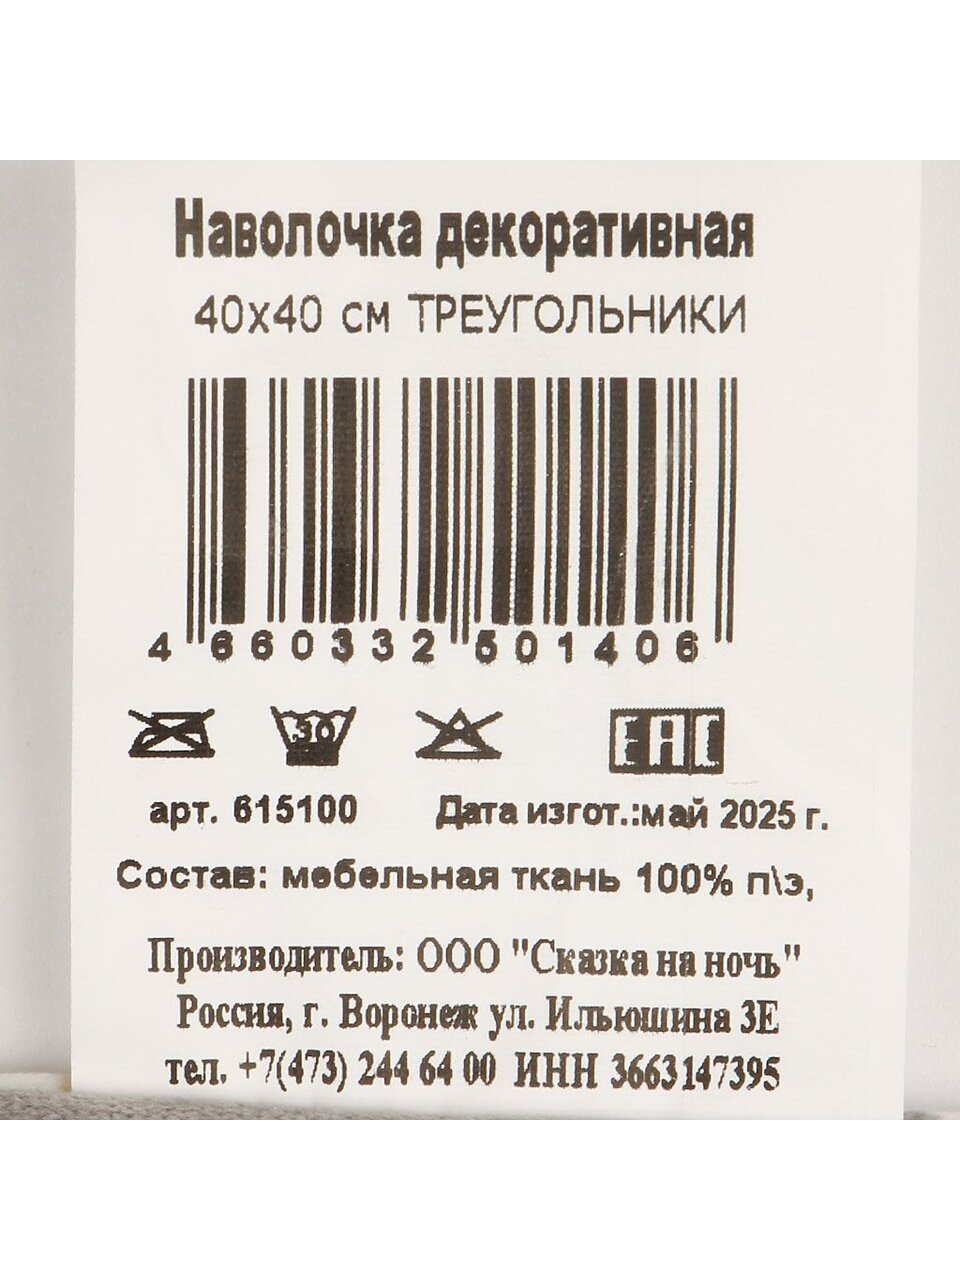 Наволочка декоративная
40х40 см ТРЕУГОЛЬНИКИ
4 660332 501406
30 EAC
арт. 615100 Дата изгот.:май 2025 г.
Состав: мебельная ткань 100% п\э,
Производитель: ООО "Сказка на ночь"
Россия, г. Воронеж ул. Ильюшина 3Е
тел. +7(473) 244 64 00 ИНН 3663147395